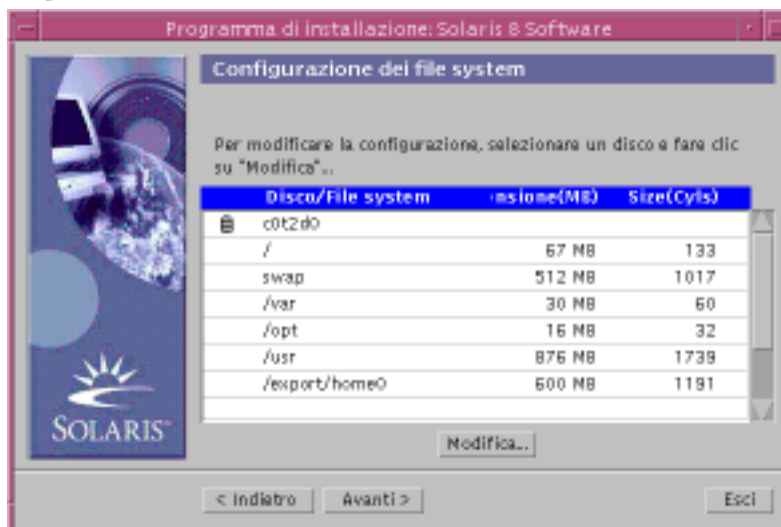 Programma di installazione: Solaris 8 Software
Configurazione dei file system
Per modificare la configurazione, selezionare un disco e fare clic
su "Modifica"...
Disco/File system nsione(MB) Size(Cyls)
c0t2d0
/ 67 MB 133
swap 512 MB 1017
/var 30 MB 60
/opt 16 MB 32
/usr 876 MB 1739
/export/home0 600 MB 1191
SOLARIS™
Modifica...
< Indietro Avanti > Esci